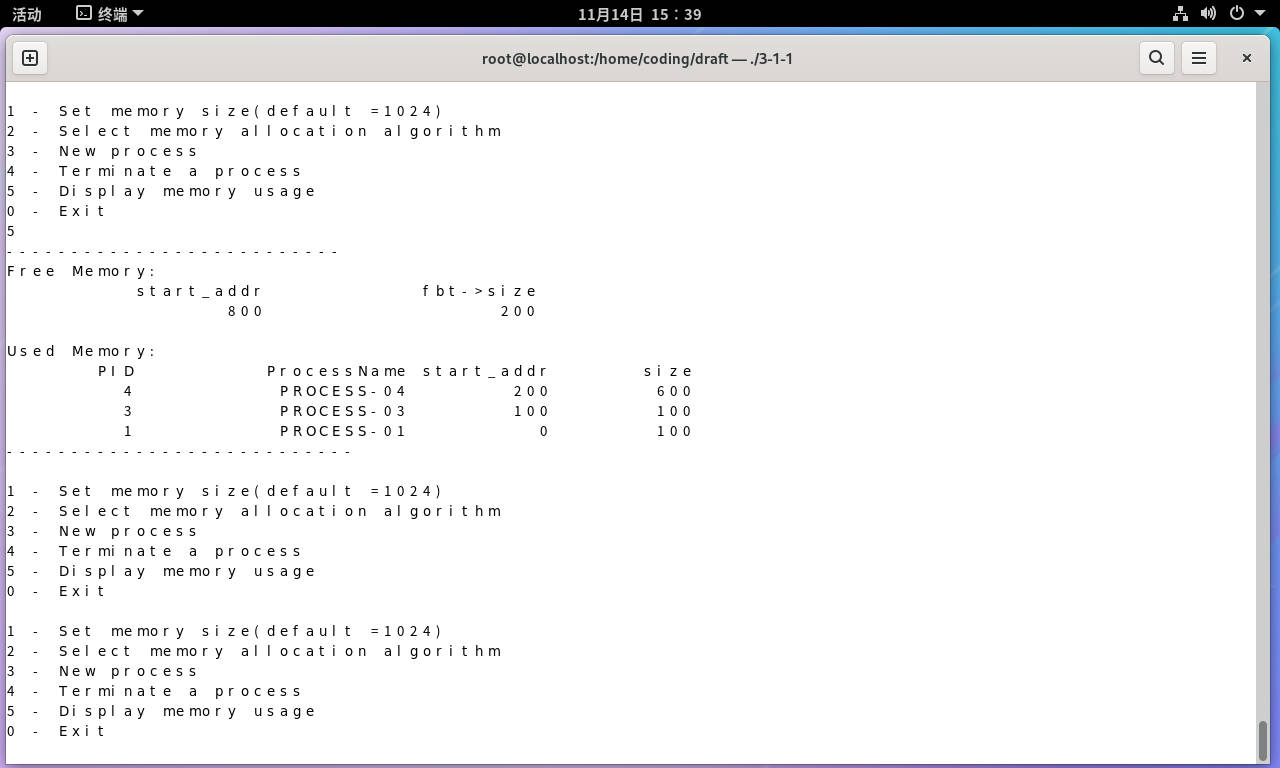 活动 终端 11月14日 15:39
root@localhost:/home/coding/draft — ./3-1-1
1 - Set memory size(default =1024)
2 - Select memory allocation algorithm
3 - New process
4 - Terminate a process
5 - Display memory usage
0 - Exit
5
--------------------------
Free Memory:
start_addr fbt->size
800 200
Used Memory:
PID ProcessName start_addr size
4 PROCESS-04 200 600
3 PROCESS-03 100 100
1 PROCESS-01 0 100
---------------------------
1 - Set memory size(default =1024)
2 - Select memory allocation algorithm
3 - New process
4 - Terminate a process
5 - Display memory usage
0 - Exit
1 - Set memory size(default =1024)
2 - Select memory allocation algorithm
3 - New process
4 - Terminate a process
5 - Display memory usage
0 - Exit